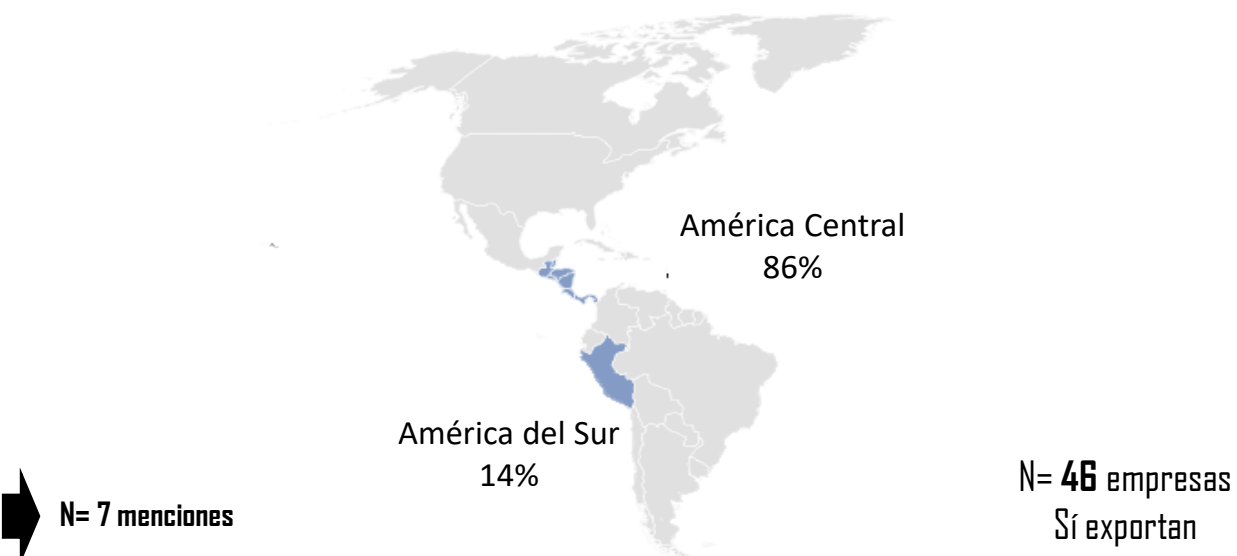 América Central
86%
América del Sur
14%
N= 7 menciones
N= 46 empresas
Sí exportan